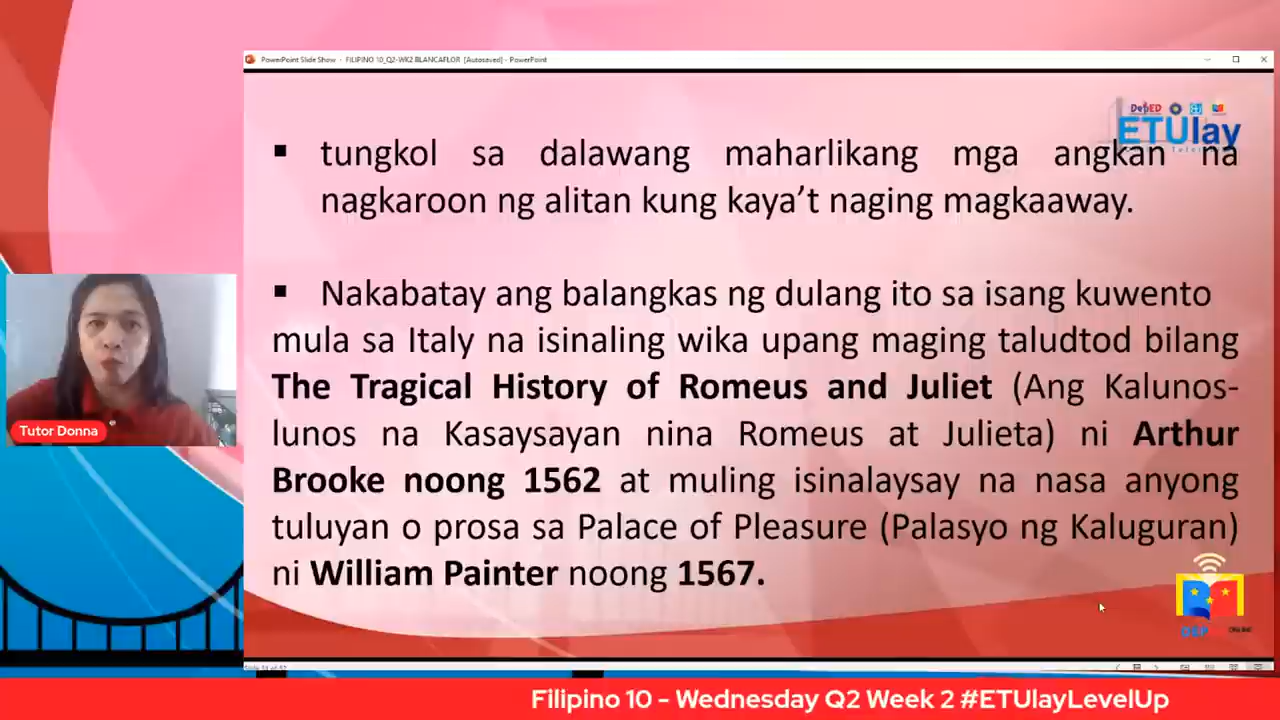 PowerPoint Slide Show - FILIPINO 10_Q2-WK2 BLANCAFLOR [Autosaved] - PowerPoint
DepED
ETUlay
▪ tungkol sa dalawang maharlikang mga angkan na
nagkaroon ng alitan kung kaya't naging magkaaway.
▪ Nakabatay ang balangkas ng dulang ito sa isang kuwento
mula sa Italy na isinaling wika upang maging taludtod bilang
The Tragical History of Romeus and Juliet (Ang Kalunos-
lunos na Kasaysayan nina Romeus at Julieta) ni Arthur
Brooke noong 1562 at muling isinalaysay na nasa anyong
tuluyan o prosa sa Palace of Pleasure (Palasyo ng Kaluguran)
ni William Painter noong 1567.
Tutor Donna
Filipino 10 - Wednesday Q2 Week 2 #ETUlayLevelUp